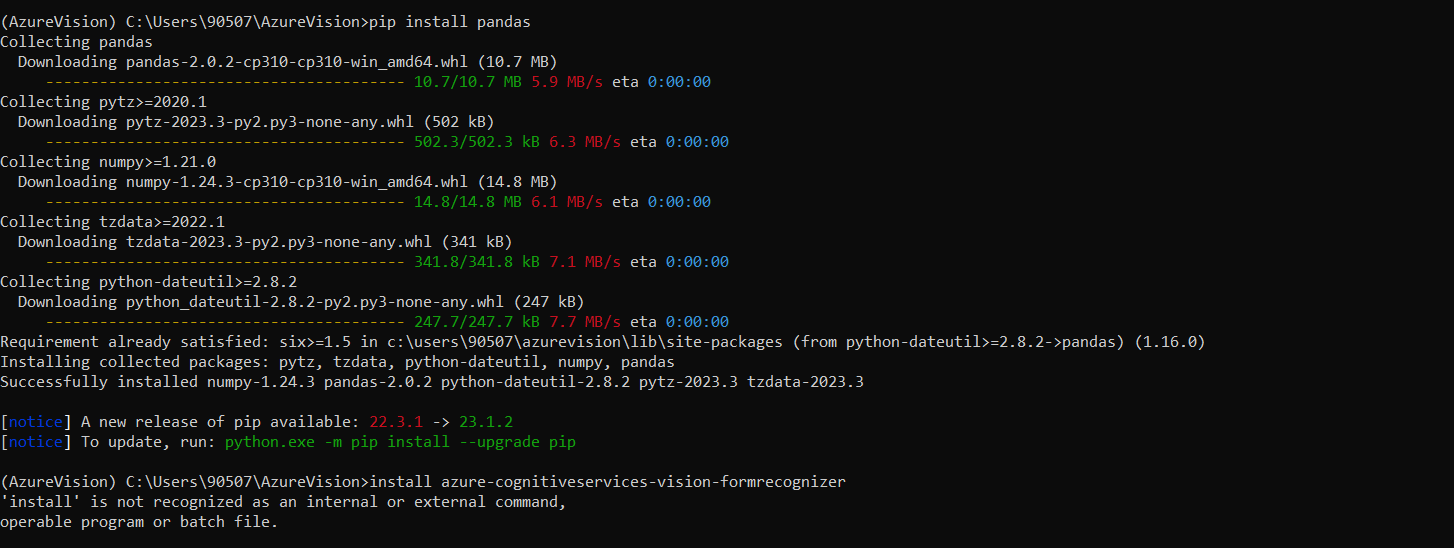 (AzureVision) C:\Users\90507\AzureVision>pip install pandas
Collecting pandas
  Downloading pandas-2.0.2-cp310-cp310-win_amd64.whl (10.7 MB)
     ---------------------------------------- 10.7/10.7 MB 5.9 MB/s eta 0:00:00
Collecting pytz>=2020.1
  Downloading pytz-2023.3-py2.py3-none-any.whl (502 kB)
     ---------------------------------------- 502.3/502.3 kB 6.3 MB/s eta 0:00:00
Collecting numpy>=1.21.0
  Downloading numpy-1.24.3-cp310-cp310-win_amd64.whl (14.8 MB)
     ---------------------------------------- 14.8/14.8 MB 6.1 MB/s eta 0:00:00
Collecting tzdata>=2022.1
  Downloading tzdata-2023.3-py2.py3-none-any.whl (341 kB)
     ---------------------------------------- 341.8/341.8 kB 7.1 MB/s eta 0:00:00
Collecting python-dateutil>=2.8.2
  Downloading python_dateutil-2.8.2-py2.py3-none-any.whl (247 kB)
     ---------------------------------------- 247.7/247.7 kB 7.7 MB/s eta 0:00:00
Requirement already satisfied: six>=1.5 in c:\users\90507\azurevision\lib\site-packages (from python-dateutil>=2.8.2->pandas) (1.16.0)
Installing collected packages: pytz, tzdata, python-dateutil, numpy, pandas
Successfully installed numpy-1.24.3 pandas-2.0.2 python-dateutil-2.8.2 pytz-2023.3 tzdata-2023.3

[notice] A new release of pip available: 22.3.1 -> 23.1.2
[notice] To update, run: python.exe -m pip install --upgrade pip

(AzureVision) C:\Users\90507\AzureVision>install azure-cognitiveservices-vision-formrecognizer
'install' is not recognized as an internal or external command,
operable program or batch file.